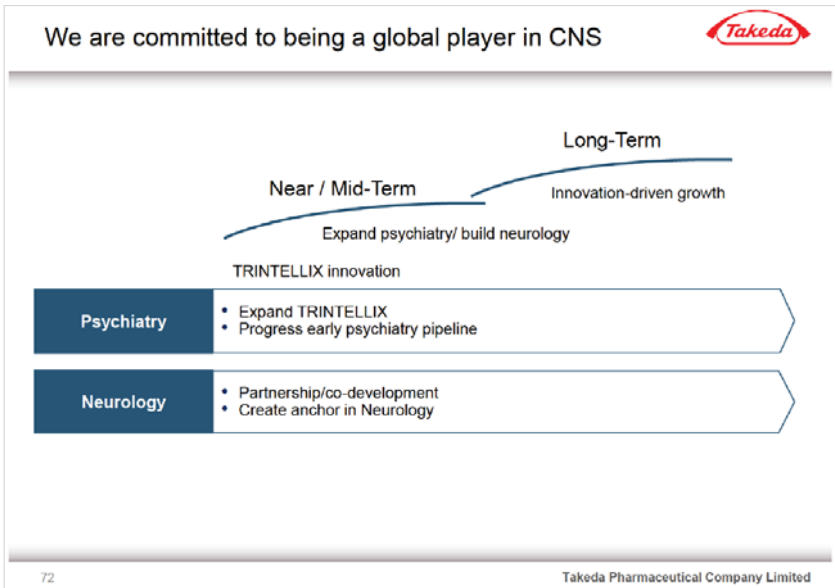 We are committed to being a global player in CNS
Takeda
Long-Term
Near / Mid-Term
Innovation-driven growth
Expand psychiatry/ build neurology
TRINTELLIX innovation
Psychiatry
• Expand TRINTELLIX
• Progress early psychiatry pipeline
Neurology
• Partnership/co-development
• Create anchor in Neurology
72
Takeda Pharmaceutical Company Limited